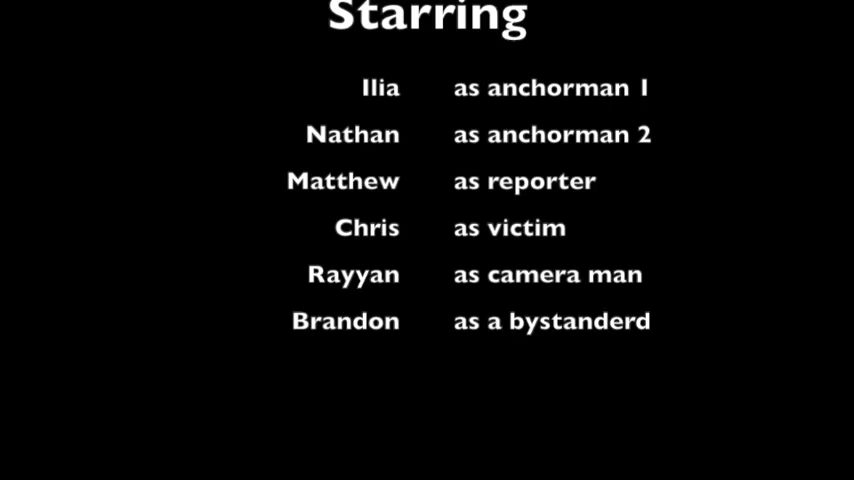 Starring
Ilia as anchorman 1
Nathan as anchorman 2
Matthew as reporter
Chris as victim
Rayyan as camera man
Brandon as a bystanderd